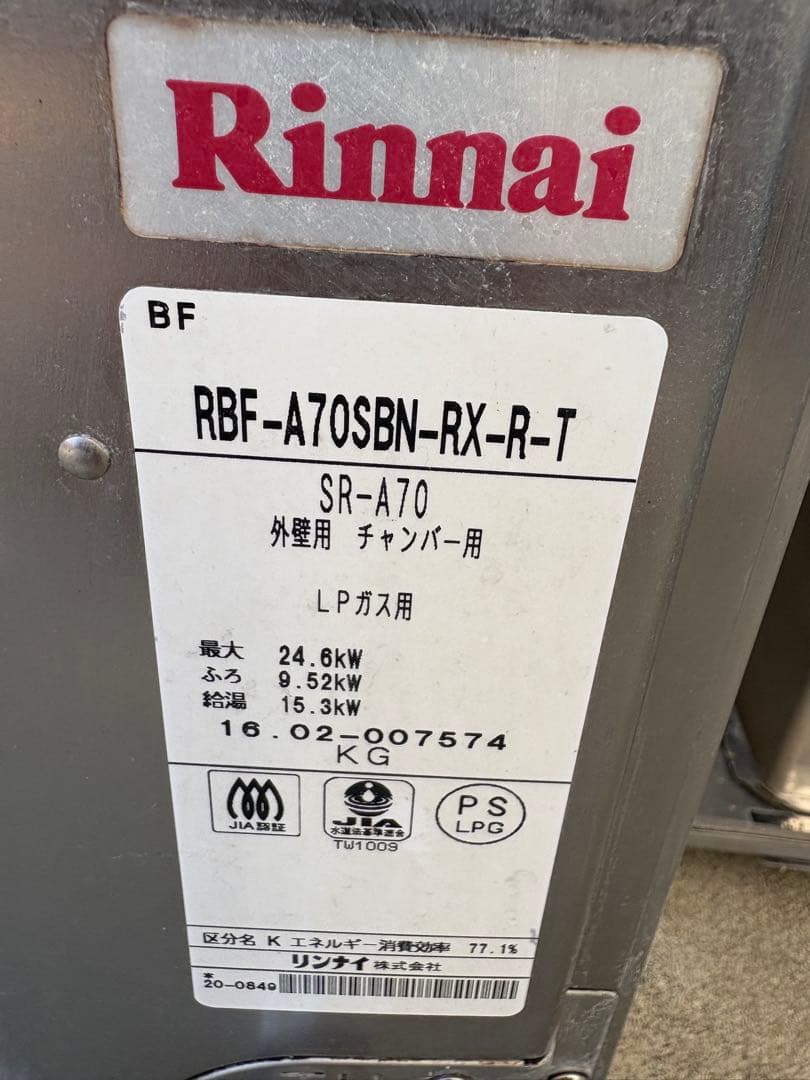 Rinnai
BF
RBF-A70SBN-RX-R-T
SR-A70
外壁用 チャンバー用
LPガス用
最大 24.6kW
ふろ 9.52kW
給湯 15.3kW
16.02-007574
KG
JIA認証
JIA
水道法基準適合
TW1009
PS
LPG
区分名 K エネルギー消費効率 77.1%
リンナイ株式会社
*
20-0849